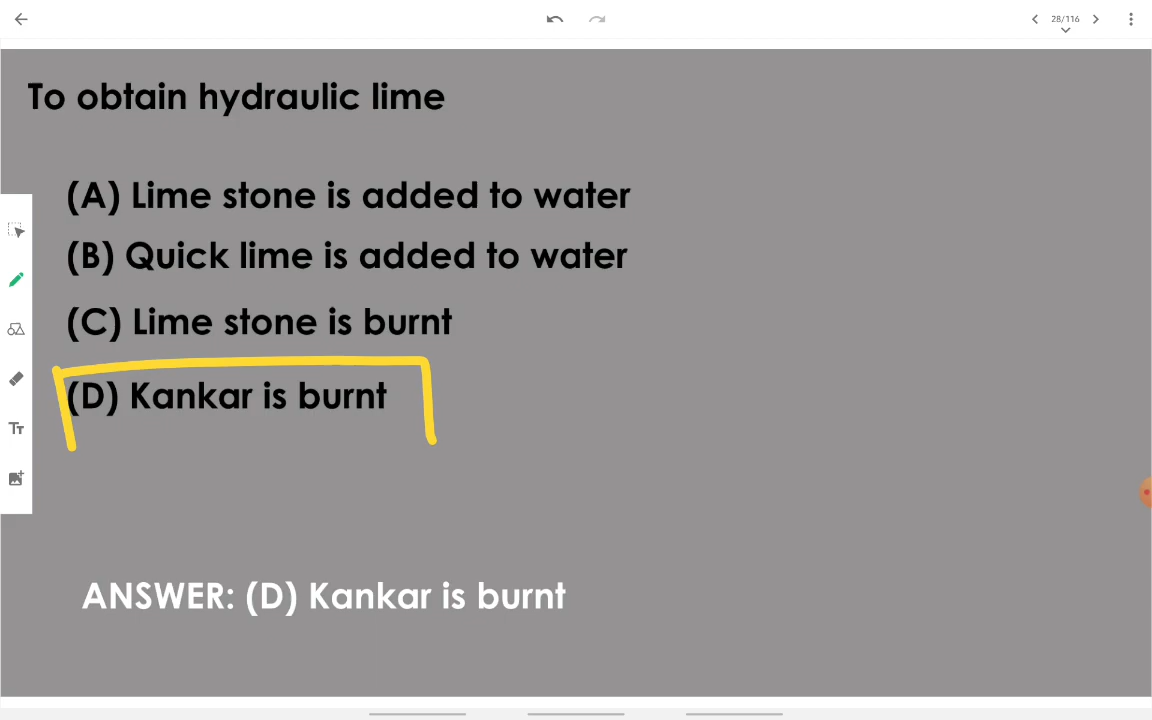 28/116
To obtain hydraulic lime
(A) Lime stone is added to water
(B) Quick lime is added to water
(C) Lime stone is burnt
(D) Kankar is burnt
Tт
ANSWER: (D) Kankar is burnt